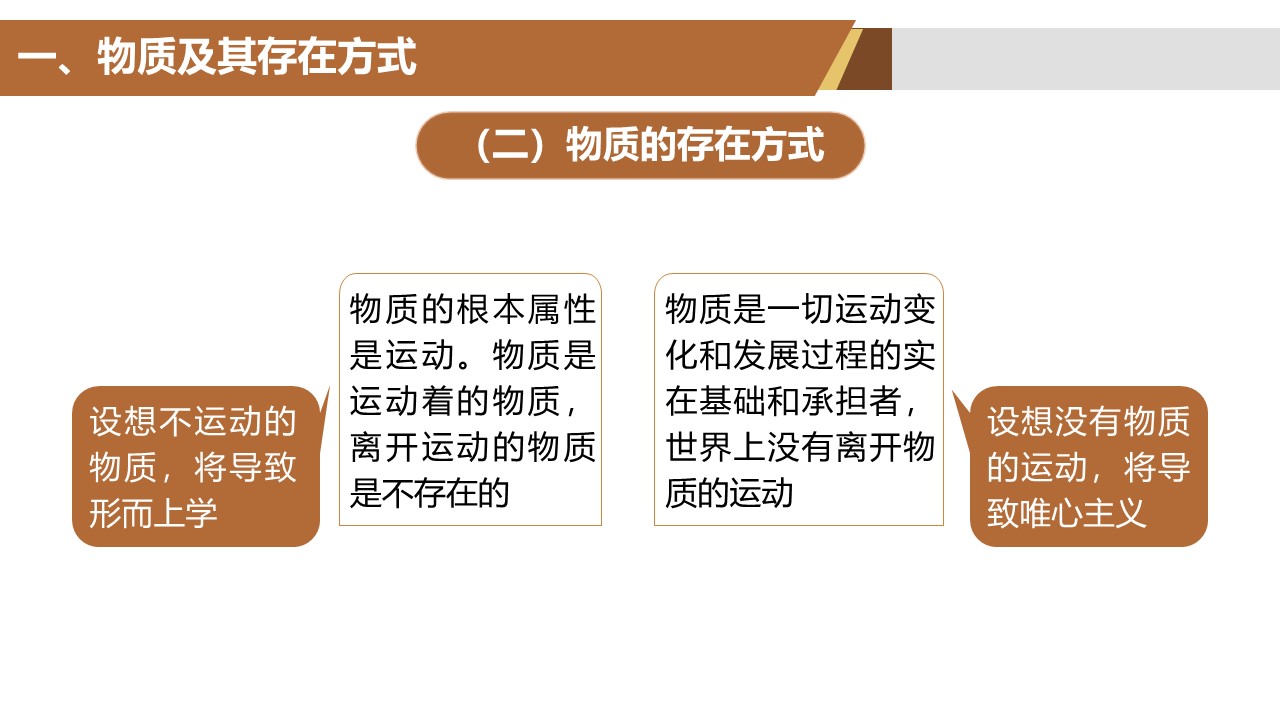 一、物质及其存在方式
（二）物质的存在方式
设想不运动的
物质，将导致
形而上学
物质的根本属性
是运动。物质是
运动着的物质，
离开运动的物质
是不存在的
物质是一切运动变
化和发展过程的实
在基础和承担者，
世界上没有离开物
质的运动
设想没有物质
的运动，将导
致唯心主义